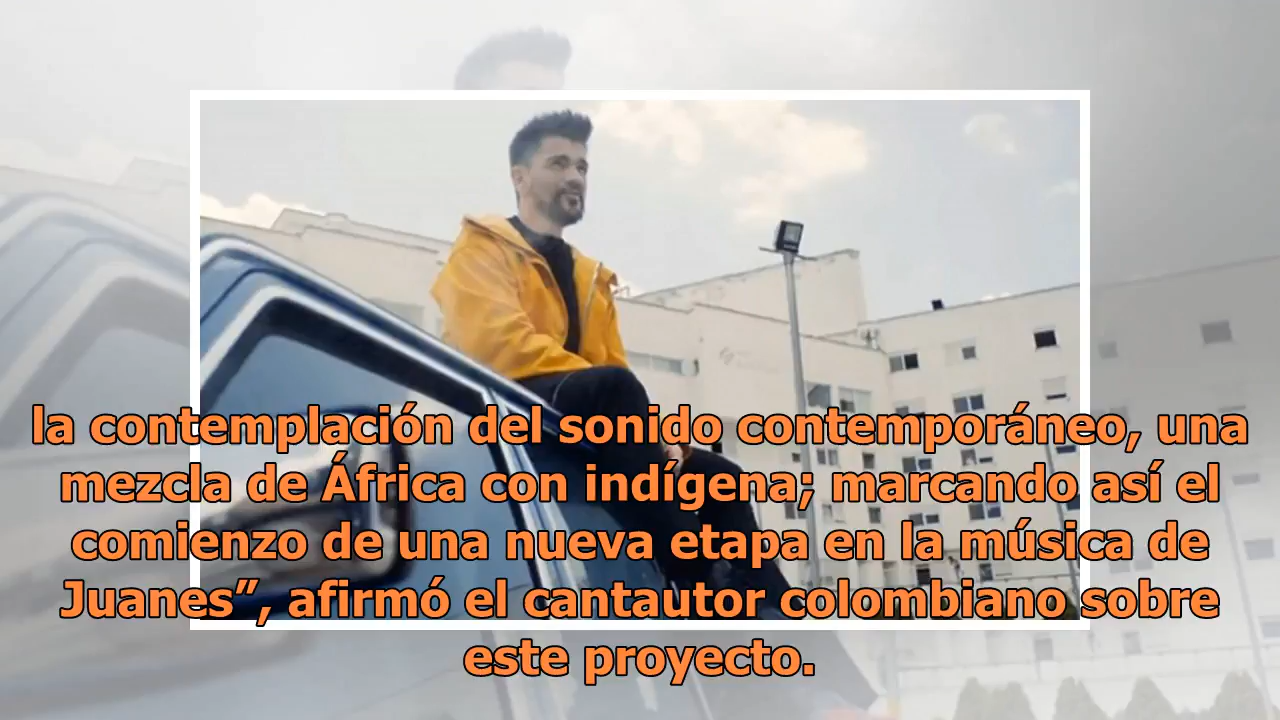 la contemplación del sonido contemporáneo, una
mezcla de África con indígena; marcando así el
comienzo de una nueva etapa en la música de
Juanes”, afirmó el cantautor colombiano sobre
este proyecto.